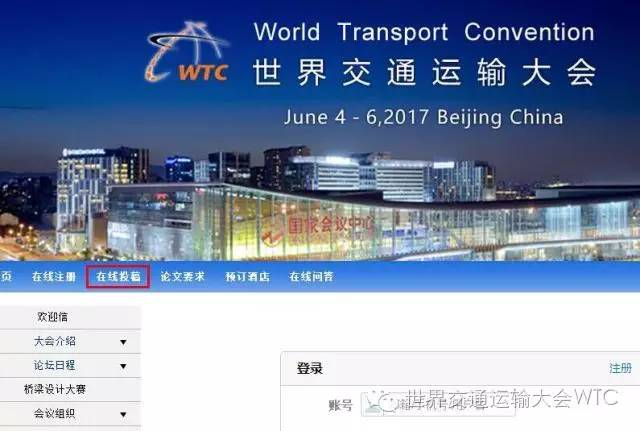 World Transport Convention
WTC
世界交通运输大会
June 4 - 6,2017 Beijing China
国家会议中心
页 在线注册 在线投稿 论文要求 预订酒店 在线问答
欢迎信
大会介绍
论坛日程
桥梁设计大赛
会议组织
登录 注册
账号
世界交通运输大会WTC